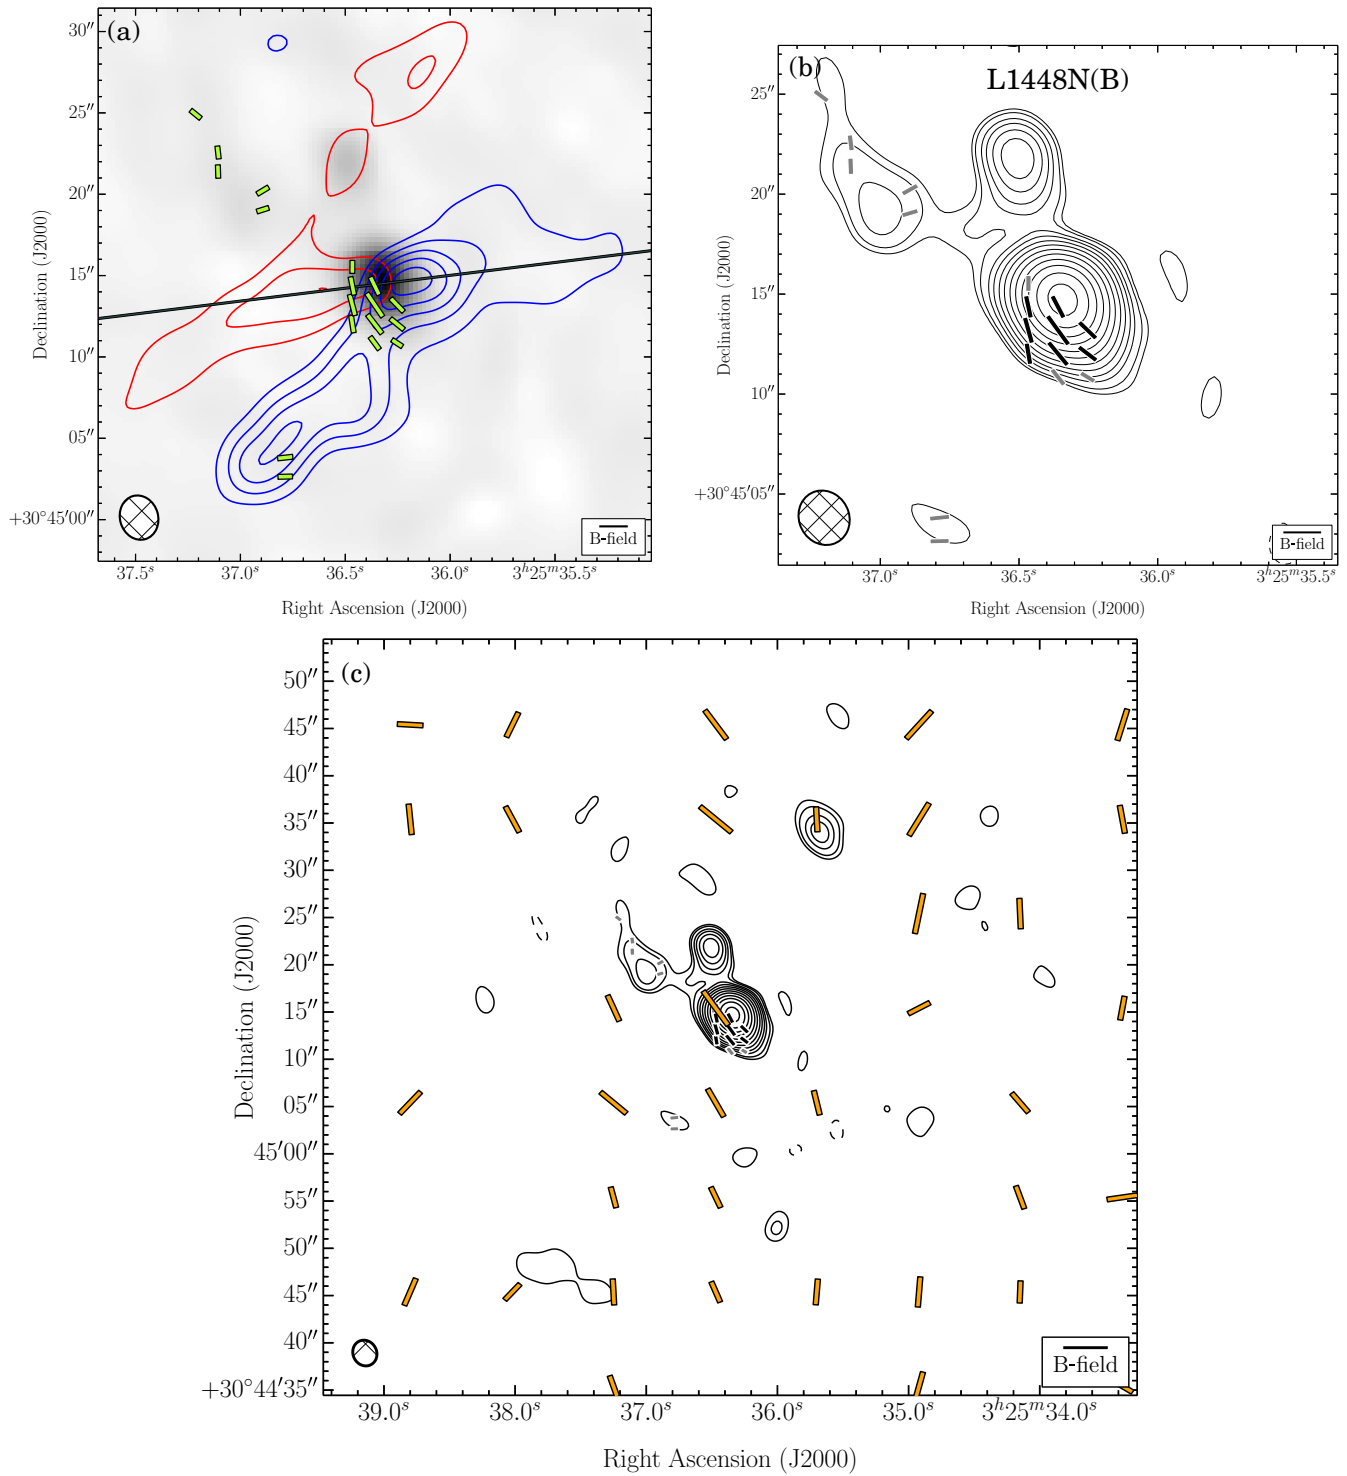 (a)
30″
25″
20″
15″
10″
05″
+30°45′00″
Declination (J2000)
37.5ˢ 37.0ˢ 36.5ˢ 36.0ˢ 3ʰ25ᵐ35.5ˢ
Right Ascension (J2000)
B-field
(b)
L1448N(B)
25″
20″
15″
10″
+30°45′05″
Declination (J2000)
37.0ˢ 36.5ˢ 36.0ˢ 3ʰ25ᵐ35.5ˢ
Right Ascension (J2000)
B-field
(c)
50″
45″
40″
35″
30″
25″
20″
15″
10″
05″
45′00″
55″
50″
45″
40″
+30°44′35″
Declination (J2000)
39.0ˢ 38.0ˢ 37.0ˢ 36.0ˢ 35.0ˢ 3ʰ25ᵐ34.0ˢ
Right Ascension (J2000)
B-field